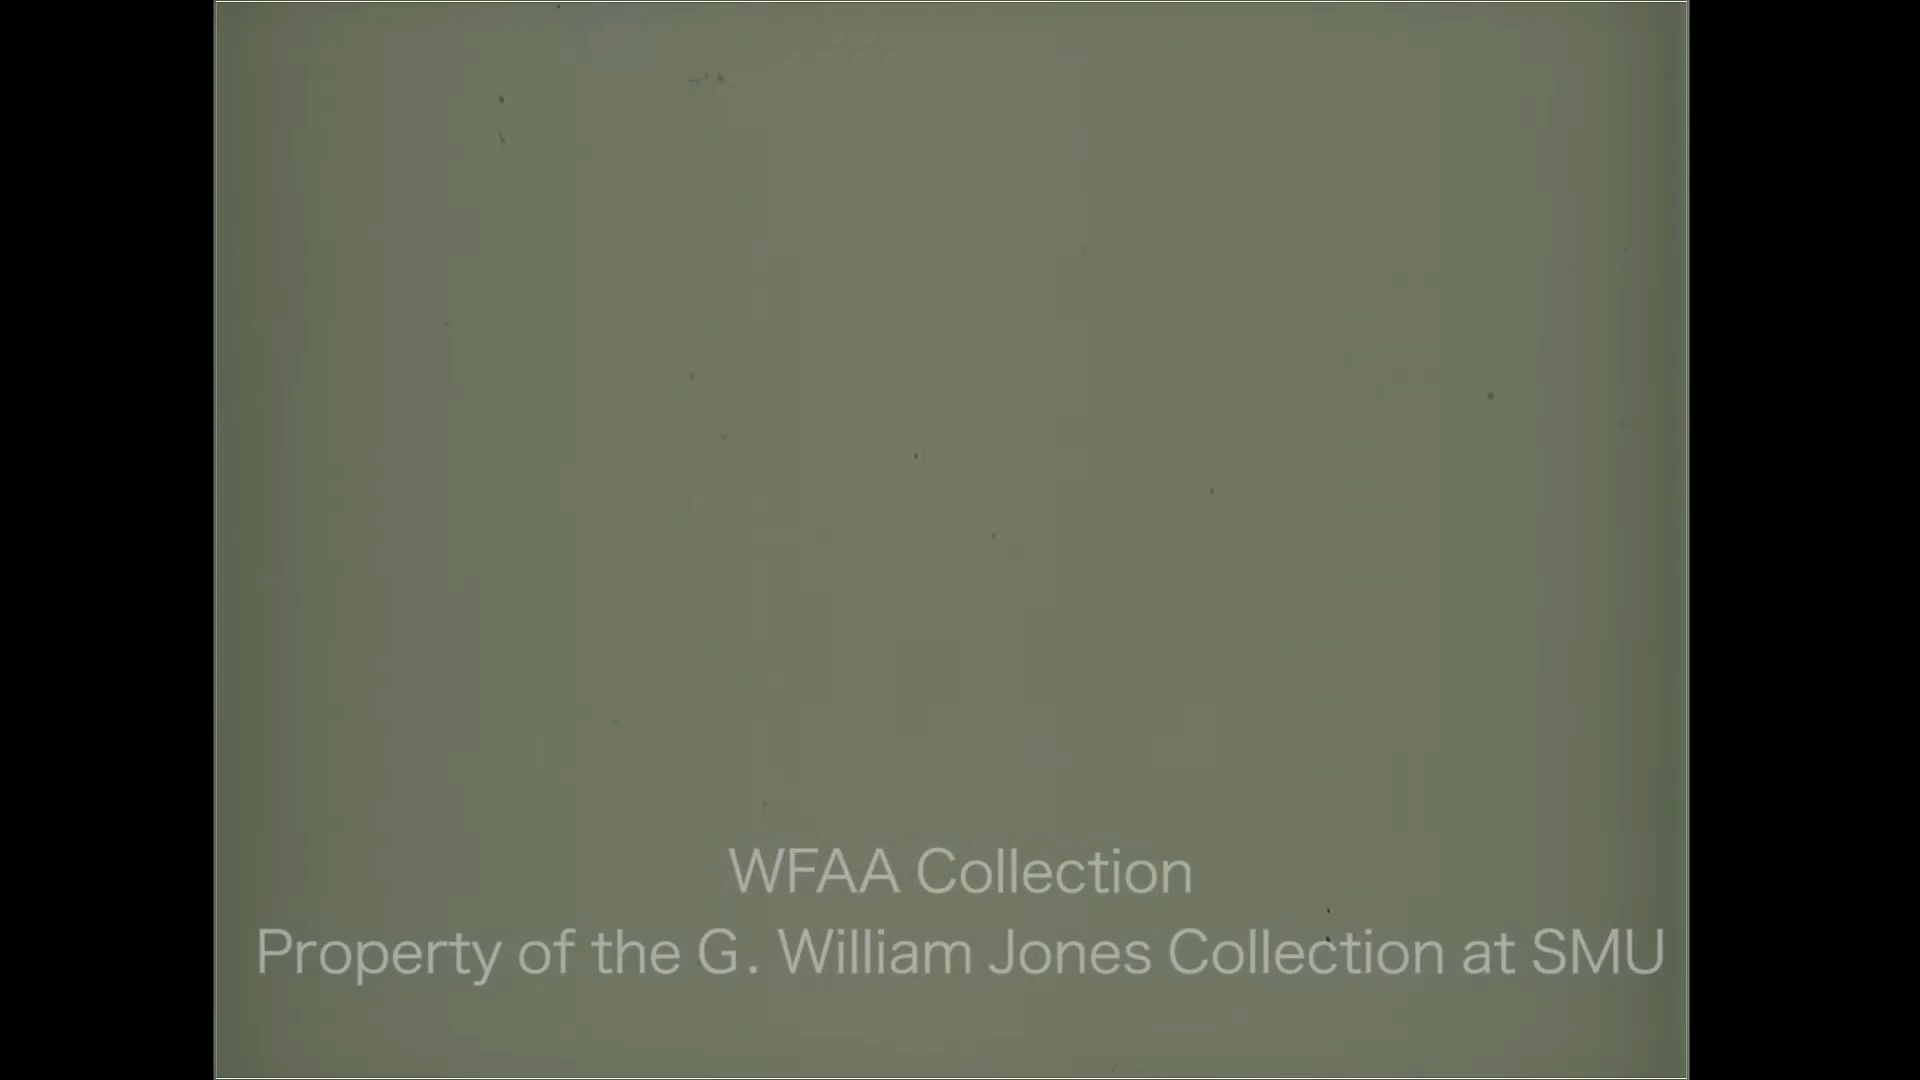 WFAA Collection
Property of the G. William Jones Collection at SMU